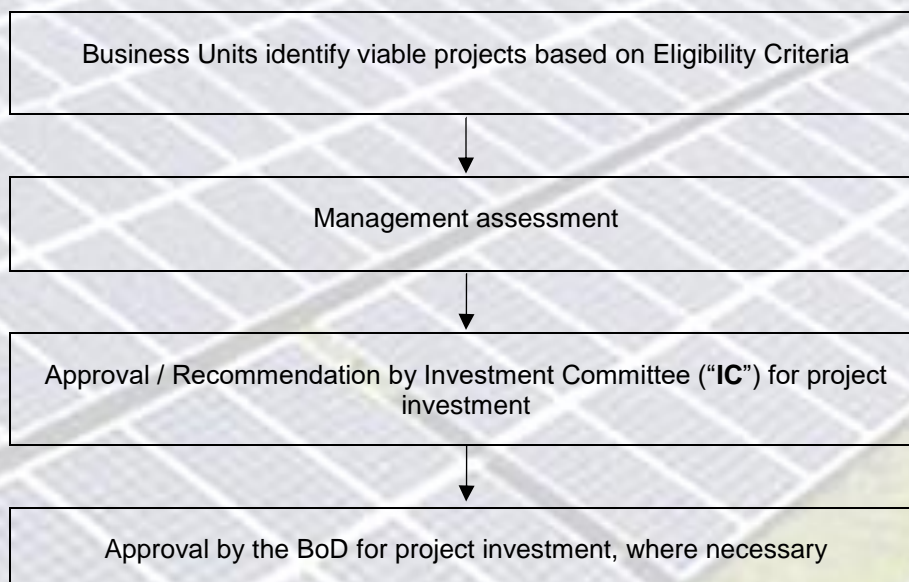 Business Units identify viable projects based on Eligibility Criteria
Management assessment
Approval / Recommendation by Investment Committee (“IC”) for project
investment
Approval by the BoD for project investment, where necessary